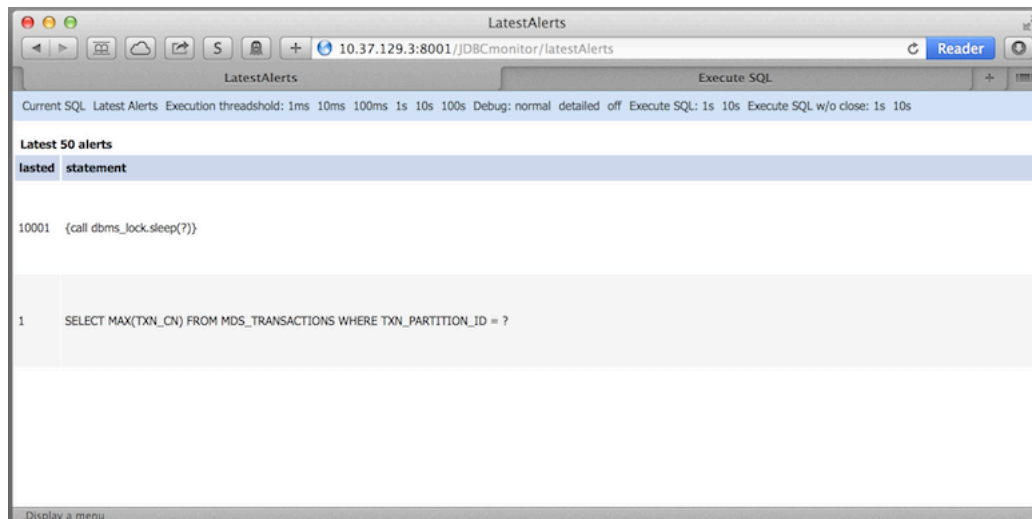 LatestAlerts
S + 10.37.129.3:8001/JDBCmonitor/latestAlerts Reader
LatestAlerts Execute SQL +
Current SQL Latest Alerts Execution threadshold: 1ms 10ms 100ms 1s 10s 100s Debug: normal detailed off Execute SQL: 1s 10s Execute SQL w/o close: 1s 10s
Latest 50 alerts
lasted statement
10001 {call dbms_lock.sleep(?)}
1 SELECT MAX(TXN_CN) FROM MDS_TRANSACTIONS WHERE TXN_PARTITION_ID = ?
Display a menu